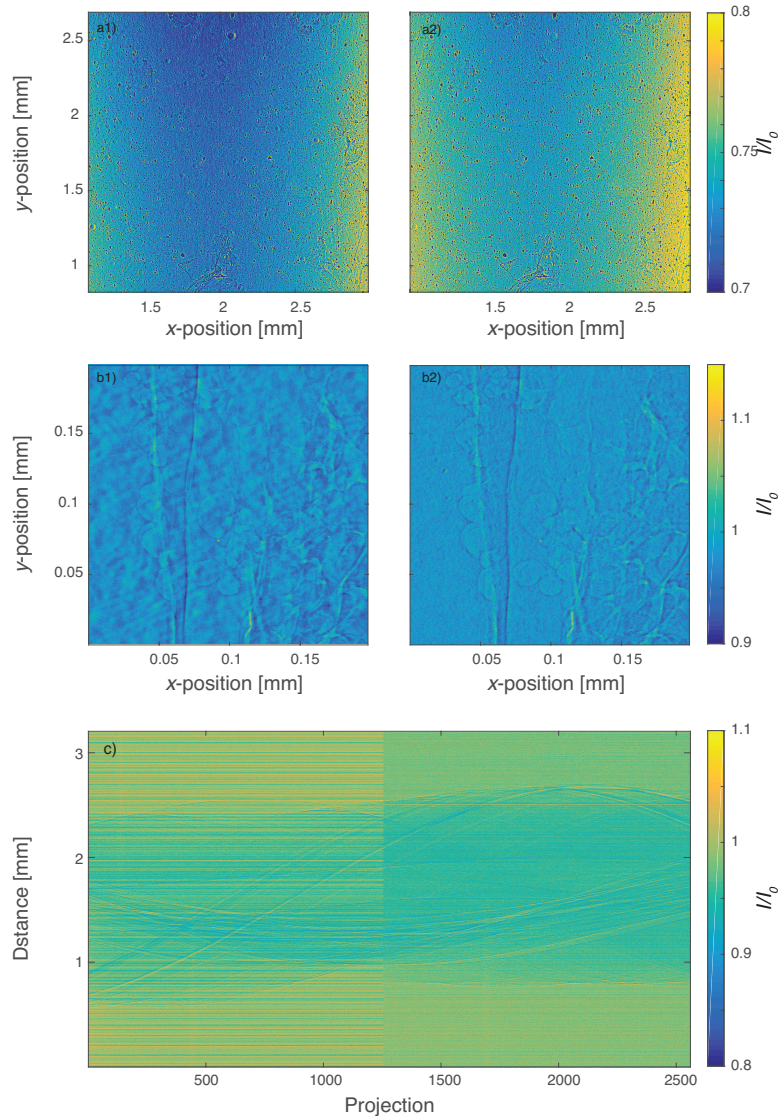 a1)
a2)
y-position [mm]
2.5
2
1.5
1
1.5
2
2.5
x-position [mm]
1.5
2
2.5
x-position [mm]
0.8
0.75
0.7
I/I0
b1)
b2)
y-position [mm]
0.15
0.1
0.05
0.05
0.1
0.15
x-position [mm]
0.05
0.1
0.15
x-position [mm]
1.1
1
0.9
I/I0
c)
Dstance [mm]
3
2
1
500
1000
1500
2000
2500
Projection
1.1
1
0.9
0.8
I/I0